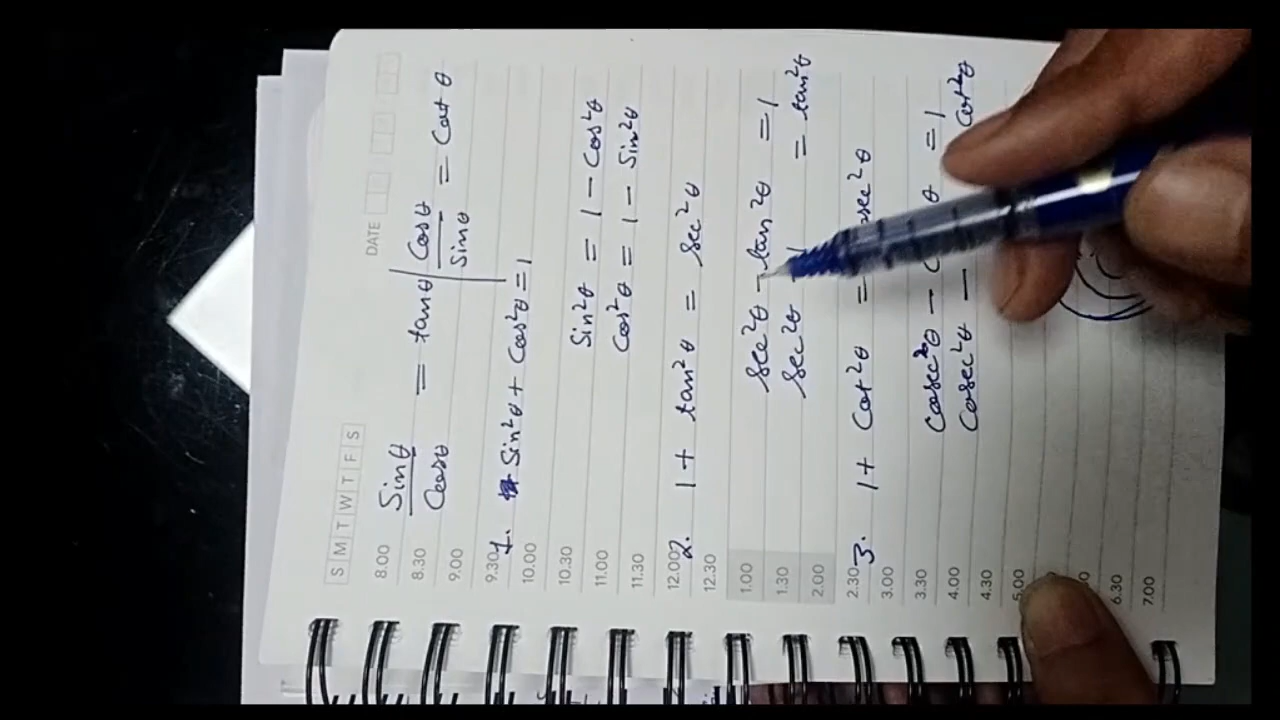 DATE
S M T W T F S
8.00
Sinθ/Cosθ = tanθ | Cosθ/Sinθ = Cot θ
8.30
9.00
9.30
1. Sin²θ + Cos²θ = 1
10.00
10.30
Sin²θ = 1 − Cos²θ
11.00
Cos²θ = 1 − Sin²θ
11.30
12.00
2. 1 + tan²θ = Sec²θ
12.30
1.00
Sec²θ − tan²θ = 1
1.30
Sec²θ − 1 = tan²θ
2.00
2.30
3. 1 + Cot²θ =
3.00
3.30
Cosec²θ − = 1
4.00
Cosec²θ − Cot²θ
4.30
5.00
6.30
7.00